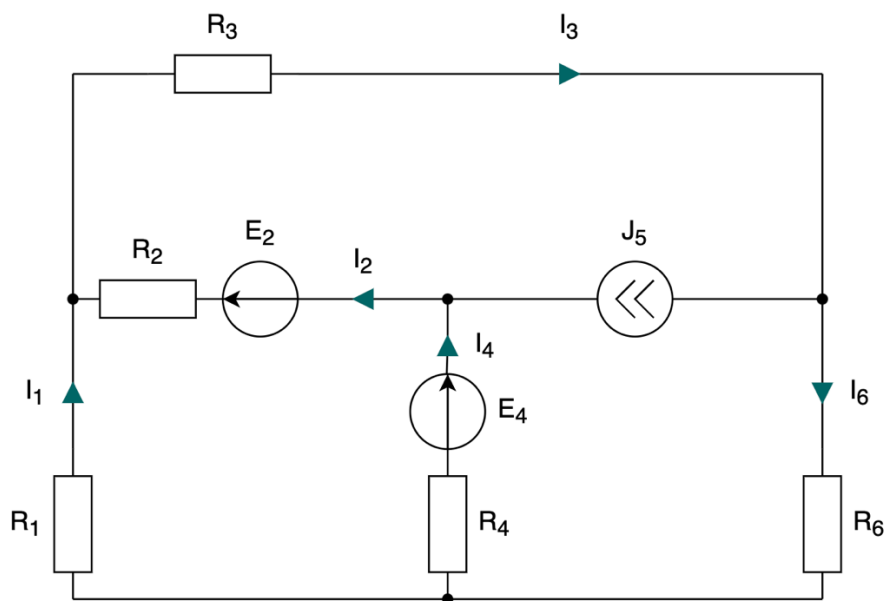 R₃
I₃
R₂
E₂
I₂
J₅
I₄
I₁
E₄
I₆
R₁
R₄
R₆